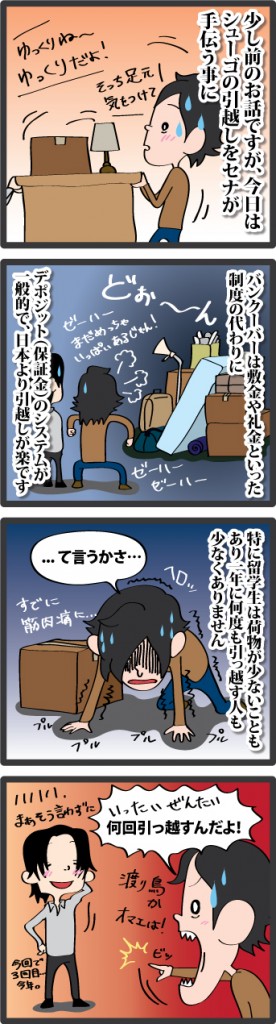 少し前のお話ですが、今日は
シューゴの引越しをセナが
手伝う事に
ゆっくりね〜
ゆっくりだよ!
そっち足元
気をつけて!
バンクーバーは敷金や礼金といった
制度の代わりに
どぉ〜〜ん
ゼーハー
まだめっちゃ
いっぱいあるじゃん!
ゼーハー
ゼーハー
デポジット(保証金)のシステムが
一般的で、日本より引越しが楽です
特に留学生は荷物が少ないことも
あり一年に何度も引っ越す人も
少なくありません
…て言うかさ…
ヘロッ
すでに
筋肉痛に…
プル
プル
プル
プル
いったい ぜんたい
何回引っ越すんだよ!
ハハハ!
まあそう言わずに
渡り鳥か
オマエは!
ビッ
今回で
3回目
今年。